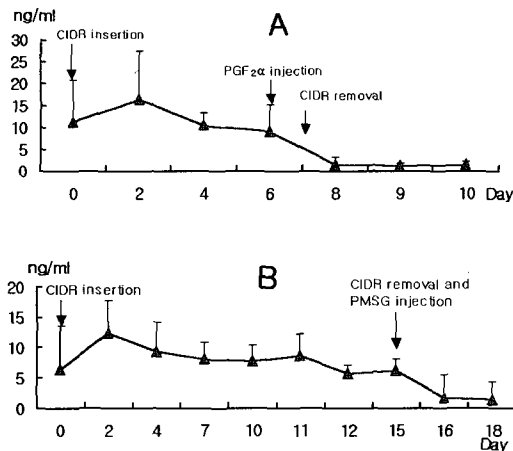 ng/ml
A
CIDR insertion
PGF2α injection
CIDR removal
30
25
20
15
10
5
0
0 2 4 6 8 9 10 Day
ng/ml
B
CIDR insertion
CIDR removal and
PMSG injection
20
15
10
5
0
0 2 4 7 10 11 12 15 16 18
Day